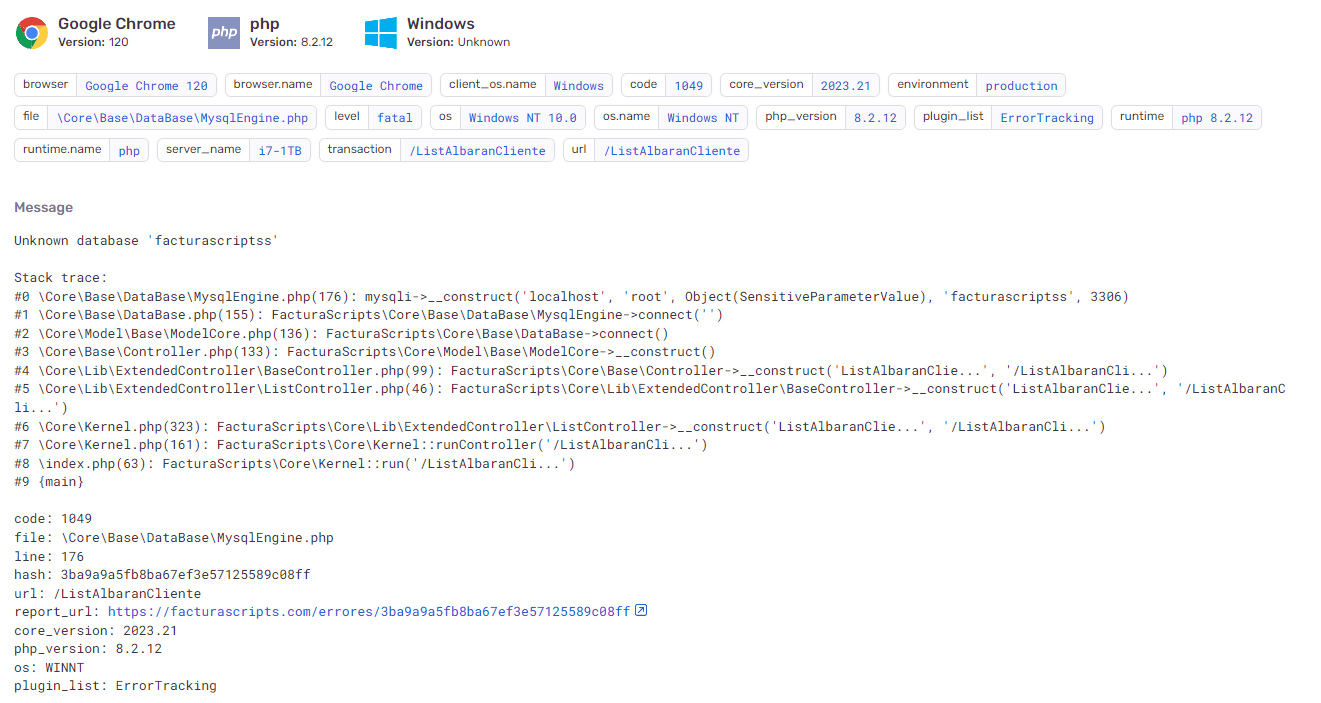 Google Chrome
Version: 120
php
php
Version: 8.2.12
Windows
Version: Unknown
browser Google Chrome 120 browser.name Google Chrome client_os.name Windows code 1049 core_version 2023.21 environment production
file \Core\Base\DataBase\MysqlEngine.php level fatal os Windows NT 10.0 os.name Windows NT php_version 8.2.12 plugin_list ErrorTracking runtime php 8.2.12
runtime.name php server_name i7-1TB transaction /ListAlbaranCliente url /ListAlbaranCliente
Message
Unknown database 'facturascriptss'
Stack trace:
#0 \Core\Base\DataBase\MysqlEngine.php(176): mysqli->__construct('localhost', 'root', Object(SensitiveParameterValue), 'facturascriptss', 3306)
#1 \Core\Base\DataBase.php(155): FacturaScripts\Core\Base\DataBase\MysqlEngine->connect('')
#2 \Core\Model\Base\ModelCore.php(136): FacturaScripts\Core\Base\DataBase->connect()
#3 \Core\Base\Controller.php(133): FacturaScripts\Core\Model\Base\ModelCore->__construct()
#4 \Core\Lib\ExtendedController\BaseController.php(99): FacturaScripts\Core\Base\Controller->__construct('ListAlbaranClie...', '/ListAlbaranCli...')
#5 \Core\Lib\ExtendedController\ListController.php(46): FacturaScripts\Core\Lib\ExtendedController\BaseController->__construct('ListAlbaranClie...', '/ListAlbaranC
li...')
#6 \Core\Kernel.php(323): FacturaScripts\Core\Lib\ExtendedController\ListController->__construct('ListAlbaranClie...', '/ListAlbaranCli...')
#7 \Core\Kernel.php(161): FacturaScripts\Core\Kernel::runController('/ListAlbaranCli...')
#8 \index.php(63): FacturaScripts\Core\Kernel::run('/ListAlbaranCli...')
#9 {main}
code: 1049
file: \Core\Base\DataBase\MysqlEngine.php
line: 176
hash: 3ba9a9a5fb8ba67ef3e57125589c08ff
url: /ListAlbaranCliente
report_url: https://facturascripts.com/errores/3ba9a9a5fb8ba67ef3e57125589c08ff
core_version: 2023.21
php_version: 8.2.12
os: WINNT
plugin_list: ErrorTracking